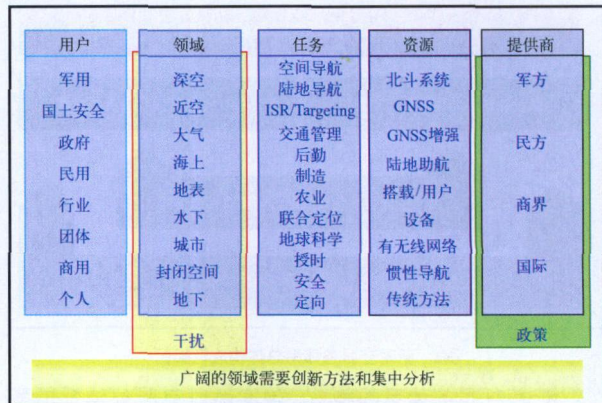 用户
军用
国土安全
政府
民用
行业
团体
商用
个人
领域
深空
近空
大气
海上
地表
水下
城市
封闭空间
地下
干扰
任务
空间导航
陆地导航
ISR/Targeting
交通管理
后勤
制造
农业
联合定位
地球科学
授时
安全
定向
资源
北斗系统
GNSS
GNSS增强
陆地助航
搭载/用户
设备
有无线网络
惯性导航
传统方法
提供商
军方
民方
商界
国际
政策
广阔的领域需要创新方法和集中分析